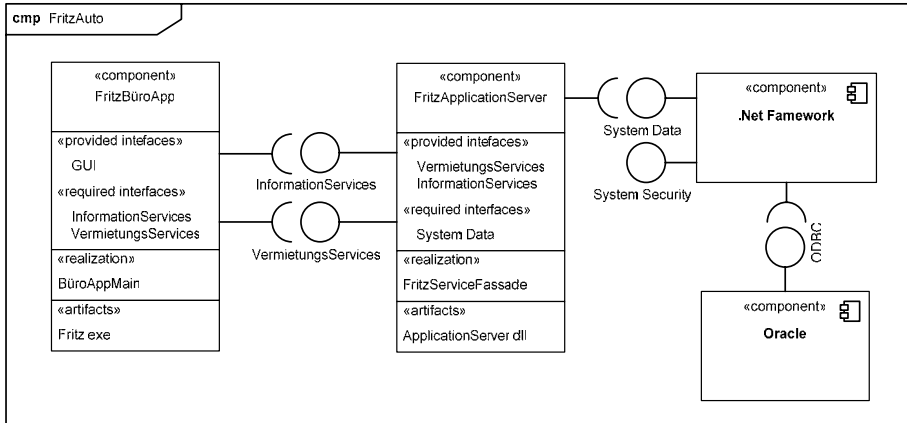 cmp FritzAuto
«component»
FritzBüroApp
«provided intefaces»
GUI
«required interfaces»
InformationServices
VermietungsServices
«realization»
BüroAppMain
«artifacts»
Fritz exe
InformationServices
VermietungsServices
«component»
FritzApplicationServer
«provided intefaces»
VermietungsServices
InformationServices
«required interfaces»
System Data
«realization»
FritzServiceFassade
«artifacts»
ApplicationServer dll
System Data
System Security
«component»
.Net Famework
ODBC
«component»
Oracle